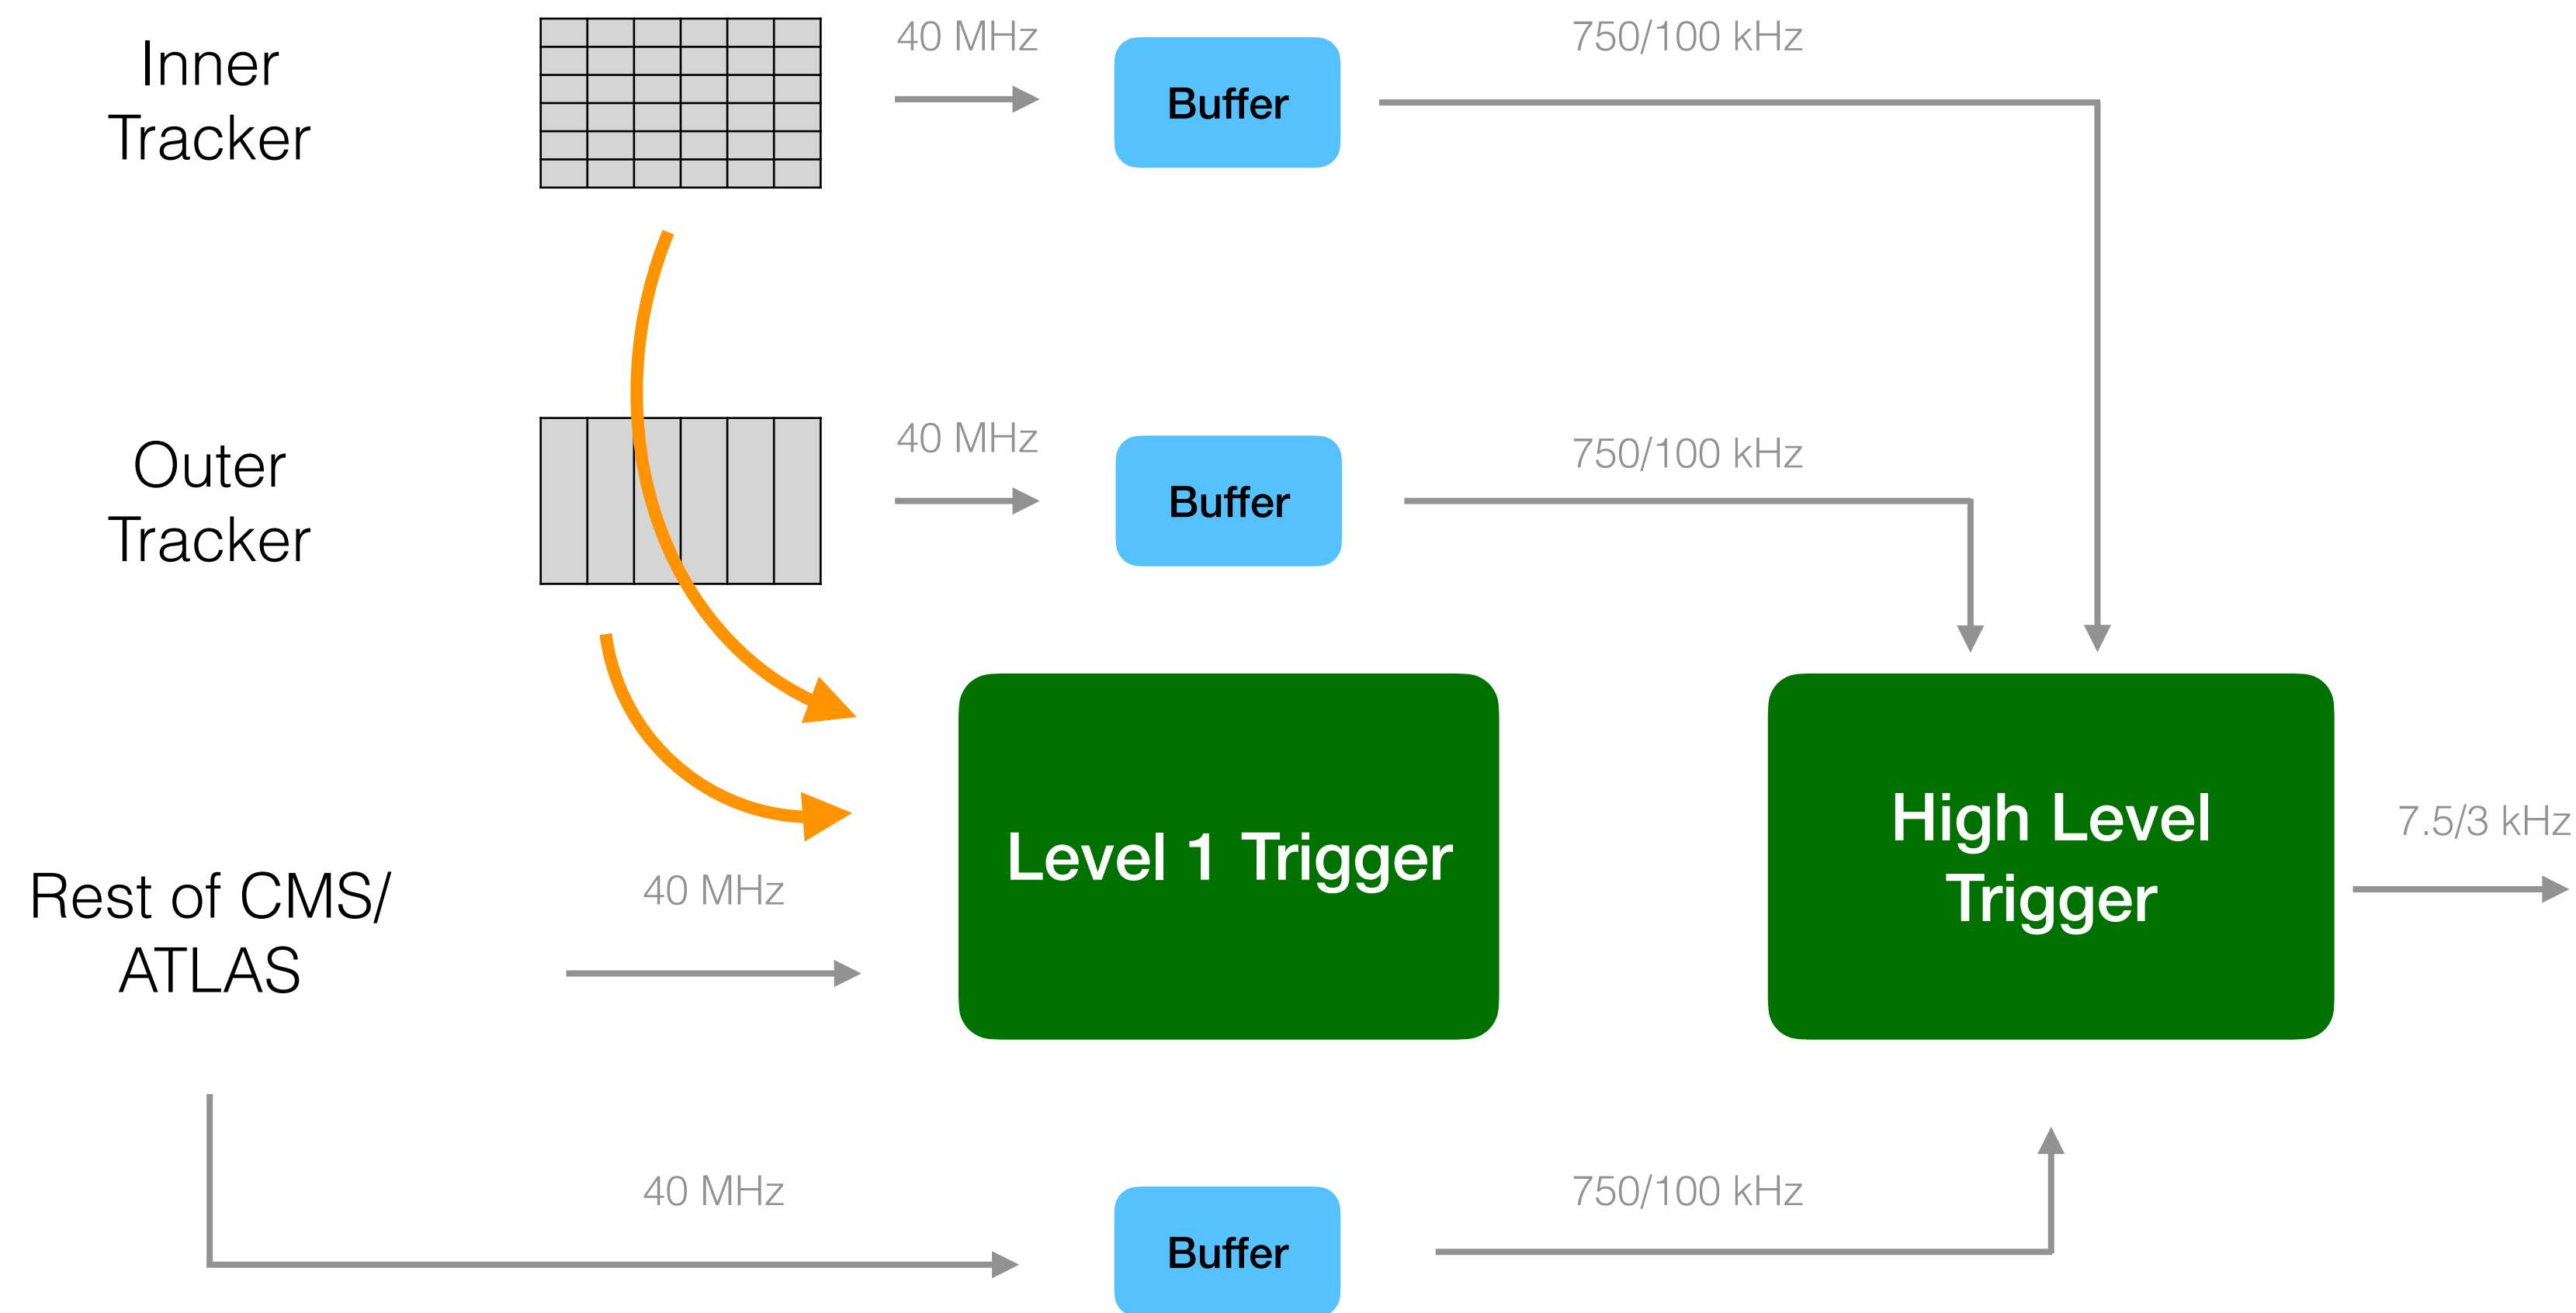 Inner
Tracker
40 MHz
Buffer
750/100 kHz
Outer
Tracker
40 MHz
Buffer
750/100 kHz
Rest of CMS/
ATLAS
40 MHz
Level 1 Trigger
High Level
Trigger
7.5/3 kHz
40 MHz
Buffer
750/100 kHz